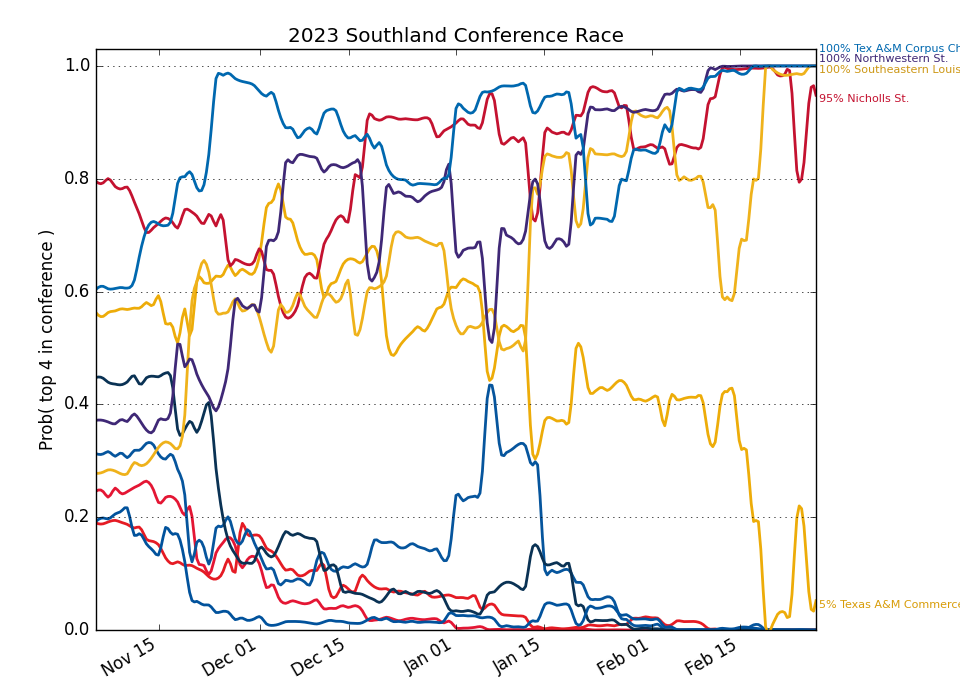 2023 Southland Conference Race
Prob( top 4 in conference )
1.0
0.8
0.6
0.4
0.2
0.0
Nov 15
Dec 01
Dec 15
Jan 01
Jan 15
Feb 01
Feb 15
100% Tex A&M Corpus Ch
100% Northwestern St.
100% Southeastern Louis
95% Nicholls St.
5% Texas A&M Commerce